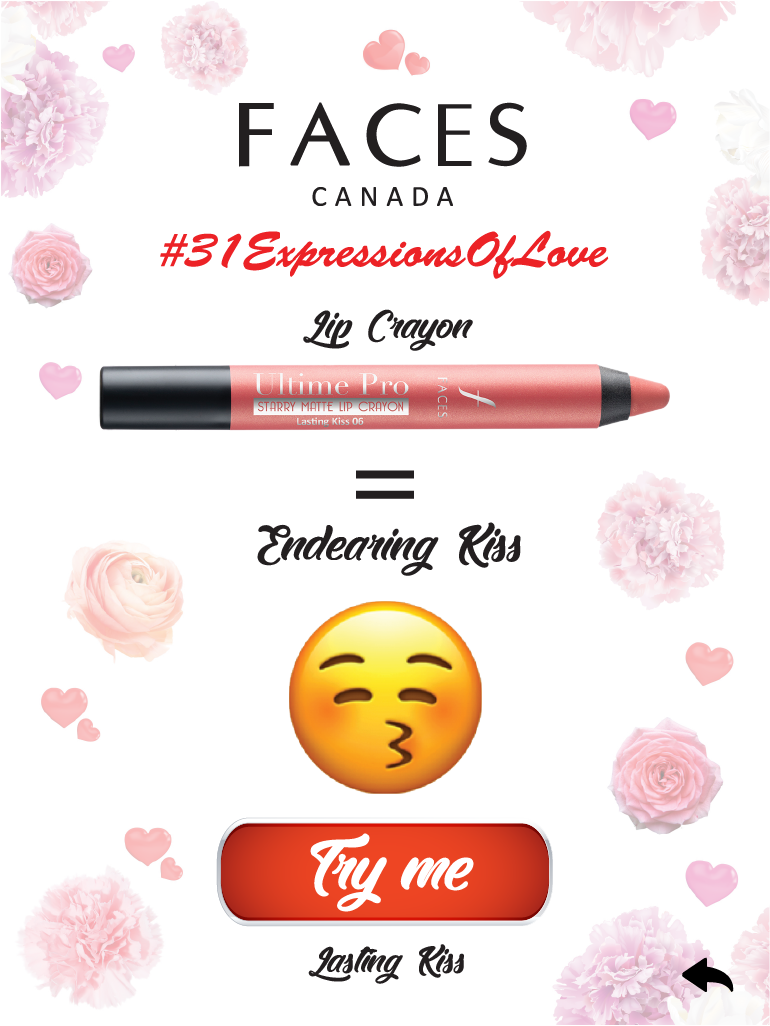 FACES
CANADA
#31ExpressionsOfLove
Lip Crayon
Ultime Pro
STARRY MATTE LIP CRAYON
Lasting Kiss 06
FACES
=
Endearing Kiss
Try me
Lasting Kiss